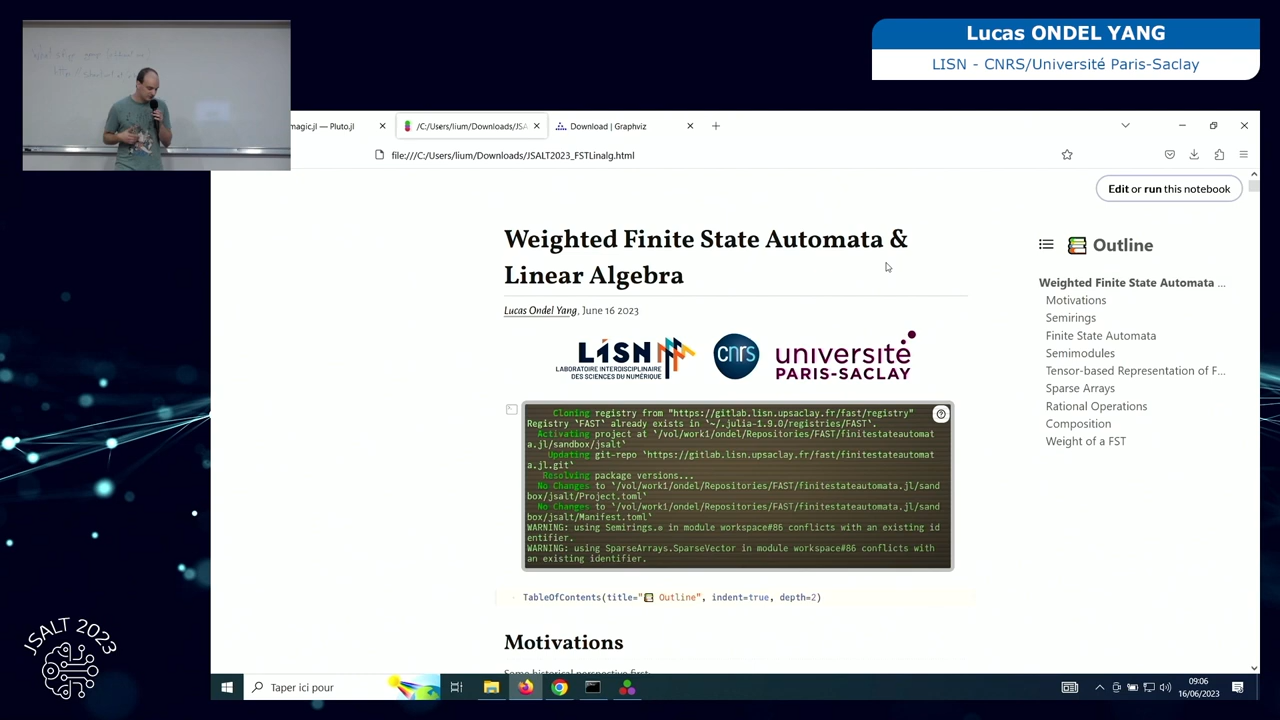 Lucas ONDEL YANG
LISN - CNRS/Université Paris-Saclay
magic.jl — Pluto.jl
/C:/Users/lium/Downloads/JSA
Download | Graphviz
file:///C:/Users/lium/Downloads/JSALT2023_FSTLinalg.html
Edit or run this notebook
Weighted Finite State Automata &
Linear Algebra
Lucas Ondel Yang, June 16 2023
LISN
LABORATOIRE INTERDISCIPLINAIRE
DES SCIENCES DU NUMÉRIQUE
cnrs
université
PARIS-SACLAY
Cloning registry from "https://gitlab.lisn.upsaclay.fr/fast/registry"
Registry `FAST` already exists in `~/.julia-1.9.0/registries/FAST`.
Activating project at `/vol/work1/ondel/Repositories/FAST/finitestateautomat
a.jl/sandbox/jsalt`
Updating git-repo `https://gitlab.lisn.upsaclay.fr/fast/finitestateautomat
a.jl.git`
Resolving package versions...
No Changes to `/vol/work1/ondel/Repositories/FAST/finitestateautomata.jl/sand
box/jsalt/Project.toml`
No Changes to `/vol/work1/ondel/Repositories/FAST/finitestateautomata.jl/sand
box/jsalt/Manifest.toml`
WARNING: using Semirings.⊗ in module workspace#86 conflicts with an existing id
entifier.
WARNING: using SparseArrays.SparseVector in module workspace#86 conflicts with
an existing identifier.
TableOfContents(title="📚 Outline", indent=true, depth=2)
Motivations
Some historical perspective first:
📚 Outline
Weighted Finite State Automata ...
Motivations
Semirings
Finite State Automata
Semimodules
Tensor-based Representation of F...
Sparse Arrays
Rational Operations
Composition
Weight of a FST
JSALT 2023
Taper ici pour
09:06
16/06/2023